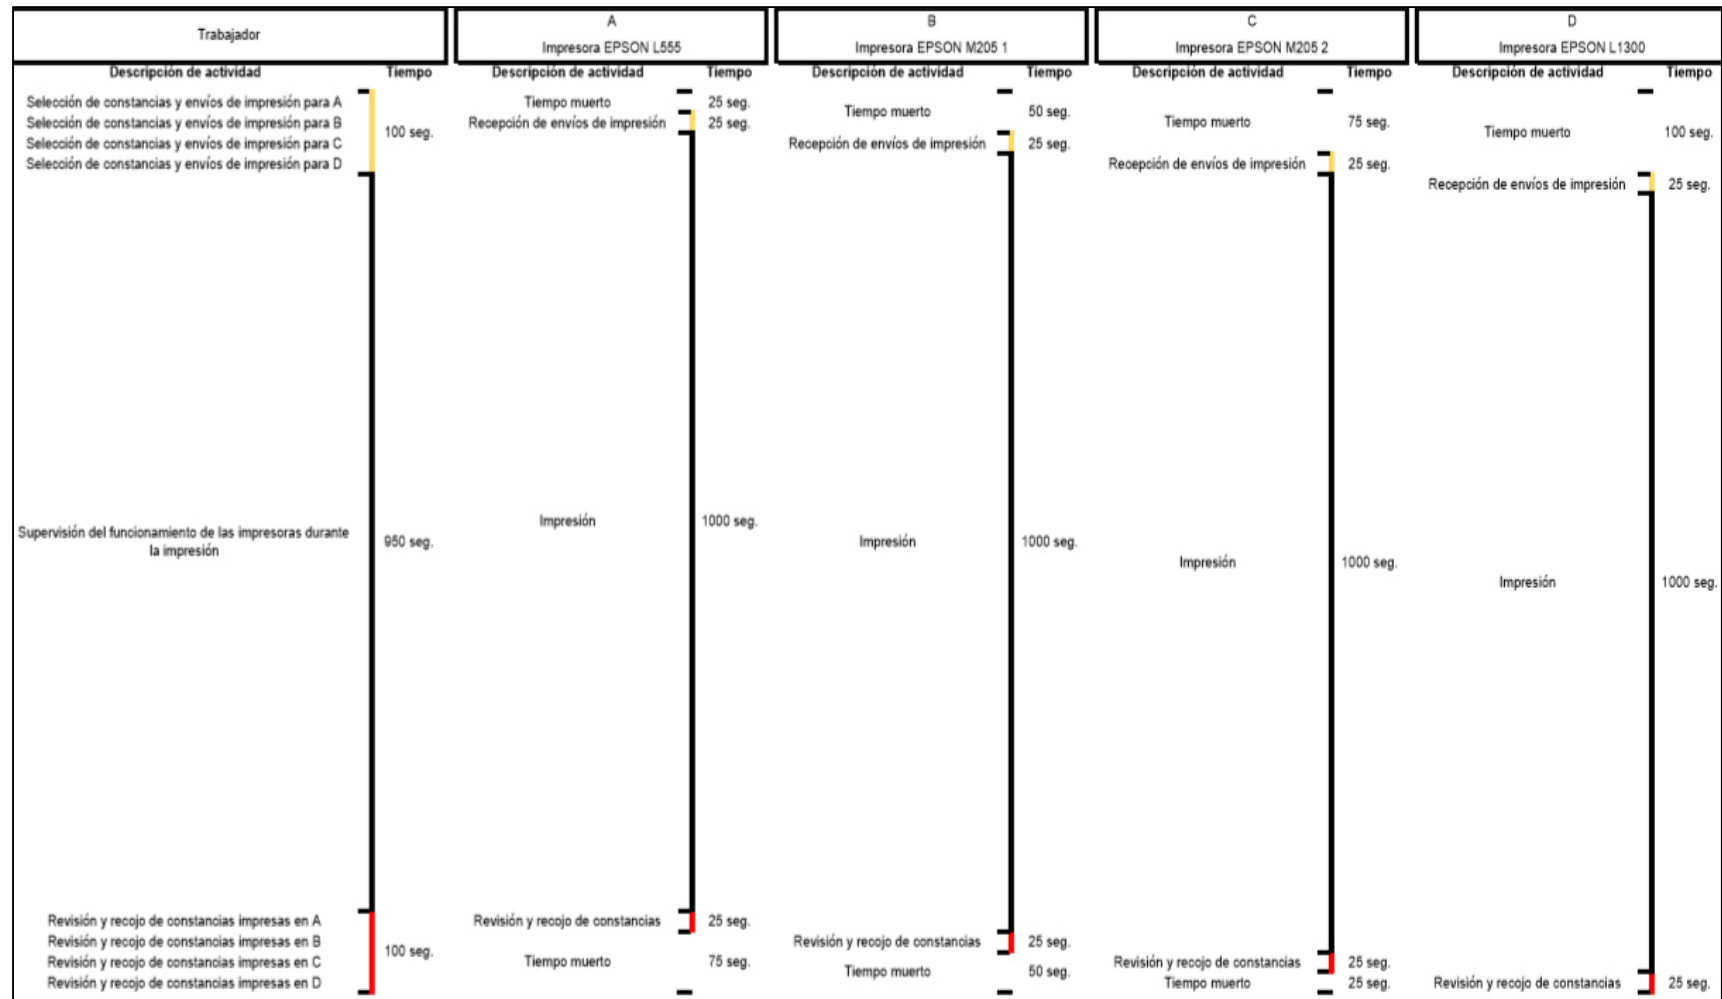 Trabajador
A
Impresora EPSON L555
B
Impresora EPSON M205 1
C
Impresora EPSON M205 2
D
Impresora EPSON L1300
Descripción de actividad Tiempo
Descripción de actividad Tiempo
Descripción de actividad Tiempo
Descripción de actividad Tiempo
Descripción de actividad Tiempo
Selección de constancias y envíos de impresión para A
Selección de constancias y envíos de impresión para B
Selección de constancias y envíos de impresión para C
Selección de constancias y envíos de impresión para D
100 seg.
Supervisión del funcionamiento de las impresoras durante
la impresión
950 seg.
Revisión y recojo de constancias impresas en A
Revisión y recojo de constancias impresas en B
Revisión y recojo de constancias impresas en C
Revisión y recojo de constancias impresas en D
100 seg.
Tiempo muerto 25 seg.
Recepción de envíos de impresión 25 seg.
Impresión 1000 seg.
Revisión y recojo de constancias 25 seg.
Tiempo muerto 75 seg.
Tiempo muerto 50 seg.
Recepción de envíos de impresión 25 seg.
Impresión 1000 seg.
Revisión y recojo de constancias 25 seg.
Tiempo muerto 50 seg.
Tiempo muerto 75 seg.
Recepción de envíos de impresión 25 seg.
Impresión 1000 seg.
Revisión y recojo de constancias 25 seg.
Tiempo muerto 25 seg.
Tiempo muerto 100 seg.
Recepción de envíos de impresión 25 seg.
Impresión 1000 seg.
Revisión y recojo de constancias 25 seg.